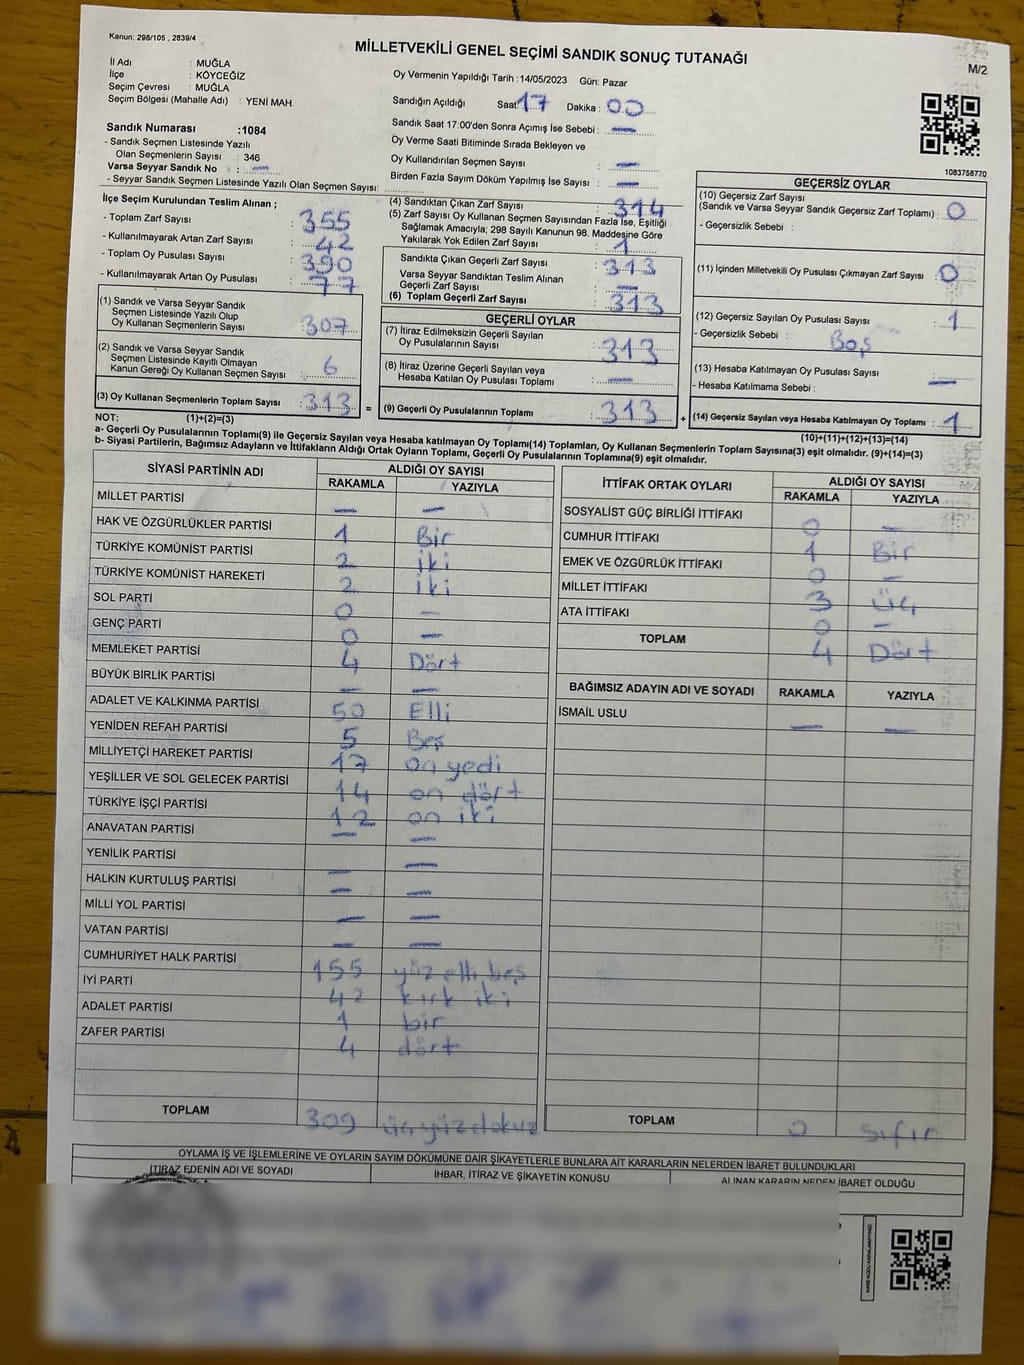 Kanun, 298/105 , 2839/4
MİLLETVEKİLİ GENEL SEÇİMİ SANDIK SONUÇ TUTANAĞI
M/2
İl Adı : MUĞLA
İlçe : KÖYCEĞİZ
Seçim Çevresi : MUĞLA
Seçim Bölgesi (Mahalle Adı) : YENİ MAH.
Sandık Numarası :1084
- Sandık Seçmen Listesinde Yazılı
Olan Seçmenlerin Sayısı : 346
Varsa Seyyar Sandık No : —
- Seyyar Sandık Seçmen Listesinde Yazılı Olan Seçmen Sayısı:
Oy Vermenin Yapıldığı Tarih :14/05/2023 Gün: Pazar
Sandığın Açıldığı Saat 17 Dakika : 00
Sandık Saat 17:00'den Sonra Açımış İse Sebebi : —
Oy Verme Saati Bitiminde Sırada Bekleyen ve
Oy Kullandırılan Seçmen Sayısı : —
Birden Fazla Sayım Döküm Yapılmış İse Sayısı : —
1083758770
İlçe Seçim Kurulundan Teslim Alınan ;
- Toplam Zarf Sayısı : 355
- Kullanılmayarak Artan Zarf Sayısı : 42
- Toplam Oy Pusulası Sayısı : 390
- Kullanılmayarak Artan Oy Pusulası : 77
(1) Sandık ve Varsa Seyyar Sandık
Seçmen Listesinde Yazılı Olup
Oy Kullanan Seçmenlerin Sayısı : 307
(2) Sandık ve Varsa Seyyar Sandık
Seçmen Listesinde Kayıtlı Olmayan
Kanun Gereği Oy Kullanan Seçmen Sayısı : 6
(3) Oy Kullanan Seçmenlerin Toplam Sayısı : 313 =
(4) Sandıktan Çıkan Zarf Sayısı : 314
(5) Zarf Sayısı Oy Kullanan Seçmen Sayısından Fazla İse, Eşitliği
Sağlamak Amacıyla; 298 Sayılı Kanunun 98. Maddesine Göre
Yakılarak Yok Edilen Zarf Sayısı : 1
Sandıkta Çıkan Geçerli Zarf Sayısı : 313
Varsa Seyyar Sandıktan Teslim Alınan
Geçerli Zarf Sayısı : —
(6) Toplam Geçerli Zarf Sayısı : 313
GEÇERLİ OYLAR
(7) İtiraz Edilmeksizin Geçerli Sayılan
Oy Pusulalarının Sayısı : 313
(8) İtiraz Üzerine Geçerli Sayılan veya
Hesaba Katılan Oy Pusulası Toplamı : —
(9) Geçerli Oy Pusulalarının Toplamı : 313 +
GEÇERSİZ OYLAR
(10) Geçersiz Zarf Sayısı
(Sandık ve Varsa Seyyar Sandık Geçersiz Zarf Toplamı) : 0
- Geçersizlik Sebebi :
(11) İçinden Milletvekili Oy Pusulası Çıkmayan Zarf Sayısı : 0
(12) Geçersiz Sayılan Oy Pusulası Sayısı : 1
- Geçersizlik Sebebi : Boş
(13) Hesaba Katılmayan Oy Pusulası Sayısı : —
- Hesaba Katılmama Sebebi :
(14) Geçersiz Sayılan veya Hesaba Katılmayan Oy Toplamı : 1
NOT: (1)+(2)=(3)
(10)+(11)+(12)+(13)=(14)
a- Geçerli Oy Pusulalarının Toplamı(9) ile Geçersiz Sayılan veya Hesaba katılmayan Oy Toplamı(14) Toplamları, Oy Kullanan Seçmenlerin Toplam Sayısına(3) eşit olmalıdır. (9)+(14)=(3)
b- Siyasi Partilerin, Bağımsız Adayların ve İttifakların Aldığı Ortak Oyların Toplamı, Geçerli Oy Pusulalarının Toplamına(9) eşit olmalıdır.
SİYASİ PARTİNİN ADI ALDIĞI OY SAYISI
RAKAMLA YAZIYLA
MİLLET PARTİSİ — —
HAK VE ÖZGÜRLÜKLER PARTİSİ 1 Bir
TÜRKİYE KOMÜNİST PARTİSİ 2 iki
TÜRKİYE KOMÜNİST HAREKETİ 2 iki
SOL PARTİ 0 —
GENÇ PARTİ 0 —
MEMLEKET PARTİSİ 4 Dört
BÜYÜK BİRLİK PARTİSİ — —
ADALET VE KALKINMA PARTİSİ 50 Elli
YENİDEN REFAH PARTİSİ 5 Beş
MİLLİYETÇİ HAREKET PARTİSİ 17 on yedi
YEŞİLLER VE SOL GELECEK PARTİSİ 14 on dört
TÜRKİYE İŞÇİ PARTİSİ 12 on iki
ANAVATAN PARTİSİ — —
YENİLİK PARTİSİ — —
HALKIN KURTULUŞ PARTİSİ — —
MİLLİ YOL PARTİSİ — —
VATAN PARTİSİ — —
CUMHURİYET HALK PARTİSİ 155 yüz elli beş
İYİ PARTİ 42 kırk iki
ADALET PARTİSİ 1 bir
ZAFER PARTİSİ 4 dört
TOPLAM 309 üçyüzdokuz
İTTİFAK ORTAK OYLARI ALDIĞI OY SAYISI
RAKAMLA YAZIYLA
SOSYALİST GÜÇ BİRLİĞİ İTTİFAKI 0 —
CUMHUR İTTİFAKI 1 Bir
EMEK VE ÖZGÜRLÜK İTTİFAKI 0 —
MİLLET İTTİFAKI 3 üç
ATA İTTİFAKI 0 —
TOPLAM 4 Dört
BAĞIMSIZ ADAYIN ADI VE SOYADI RAKAMLA YAZIYLA
İSMAİL USLU — —
TOPLAM 0 sıfır
OYLAMA İŞ VE İŞLEMLERİNE VE OYLARIN SAYIM DÖKÜMÜNE DAİR ŞİKAYETLERLE BUNLARA AİT KARARLARIN NELERDEN İBARET BULUNDUKLARI
İTİRAZ EDENİN ADI VE SOYADI İHBAR, İTİRAZ VE ŞİKAYETİN KONUSU ALINAN KARARIN NEDEN İBARET OLDUĞU